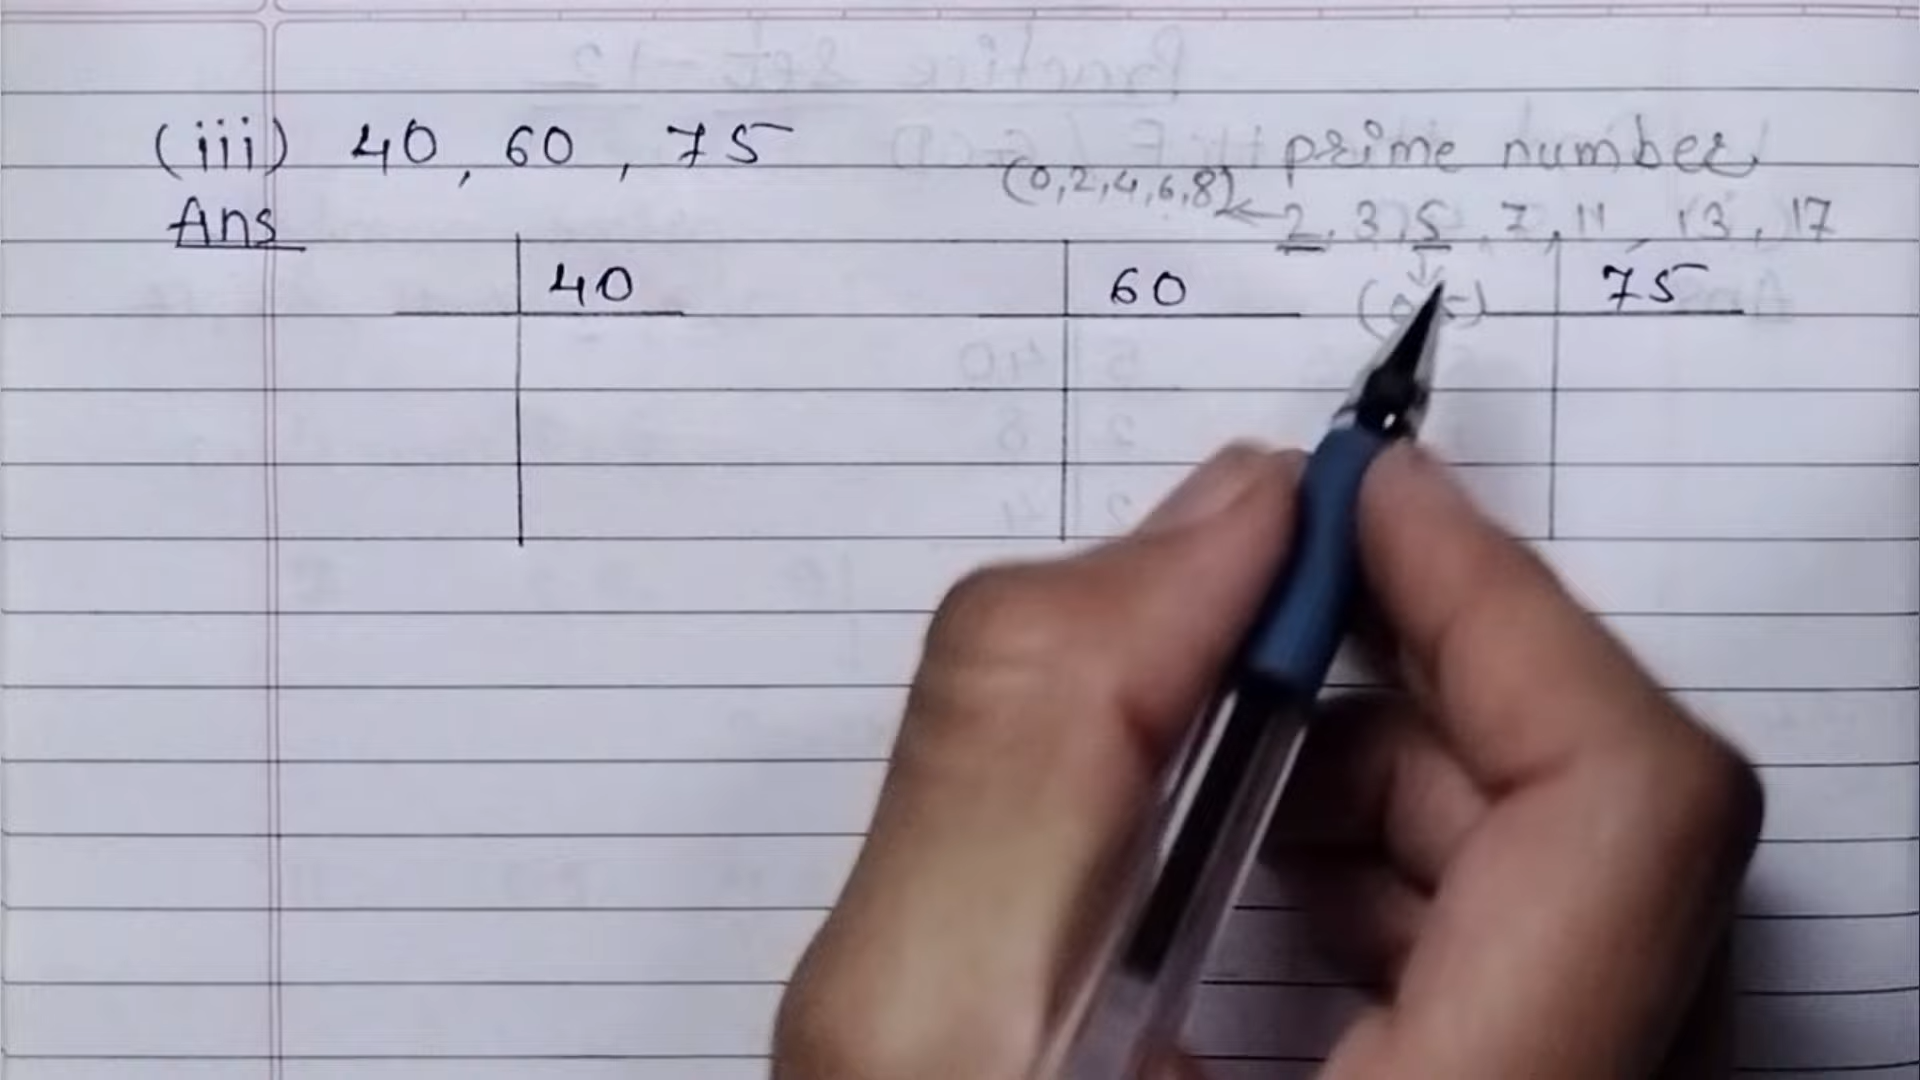 (iii) 40, 60, 75
prime number
(0,2,4,6,8) ← 2, 3, 5, 7, 11, 13, 17
Ans
40
60
75